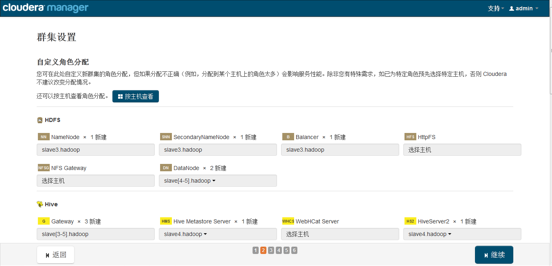 cloudera manager 支持 admin
群集设置
自定义角色分配
您可在此处自定义新群集的角色分配，但如果分配不正确（例如，分配到某个主机上的角色太多）会影响服务性能。除非您有特殊需求，如已为特定角色预先选择特定主机，否则 Cloudera
不建议改变分配情况。
还可以按主机查看角色分配。 按主机查看
HDFS
NN NameNode × 1 新建 SNN SecondaryNameNode × 1 新建 B Balancer × 1 新建 HFS HttpFS
slave3.hadoop slave3.hadoop slave3.hadoop 选择主机
NFSG NFS Gateway DN DataNode × 2 新建
选择主机 slave[4-5].hadoop
Hive
G Gateway × 3 新建 HMS Hive Metastore Server × 1 新建 WHCS WebHCat Server HS2 HiveServer2 × 1 新建
slave[3-5].hadoop slave4.hadoop 选择主机 slave4.hadoop
返回 1 2 3 4 5 6 继续